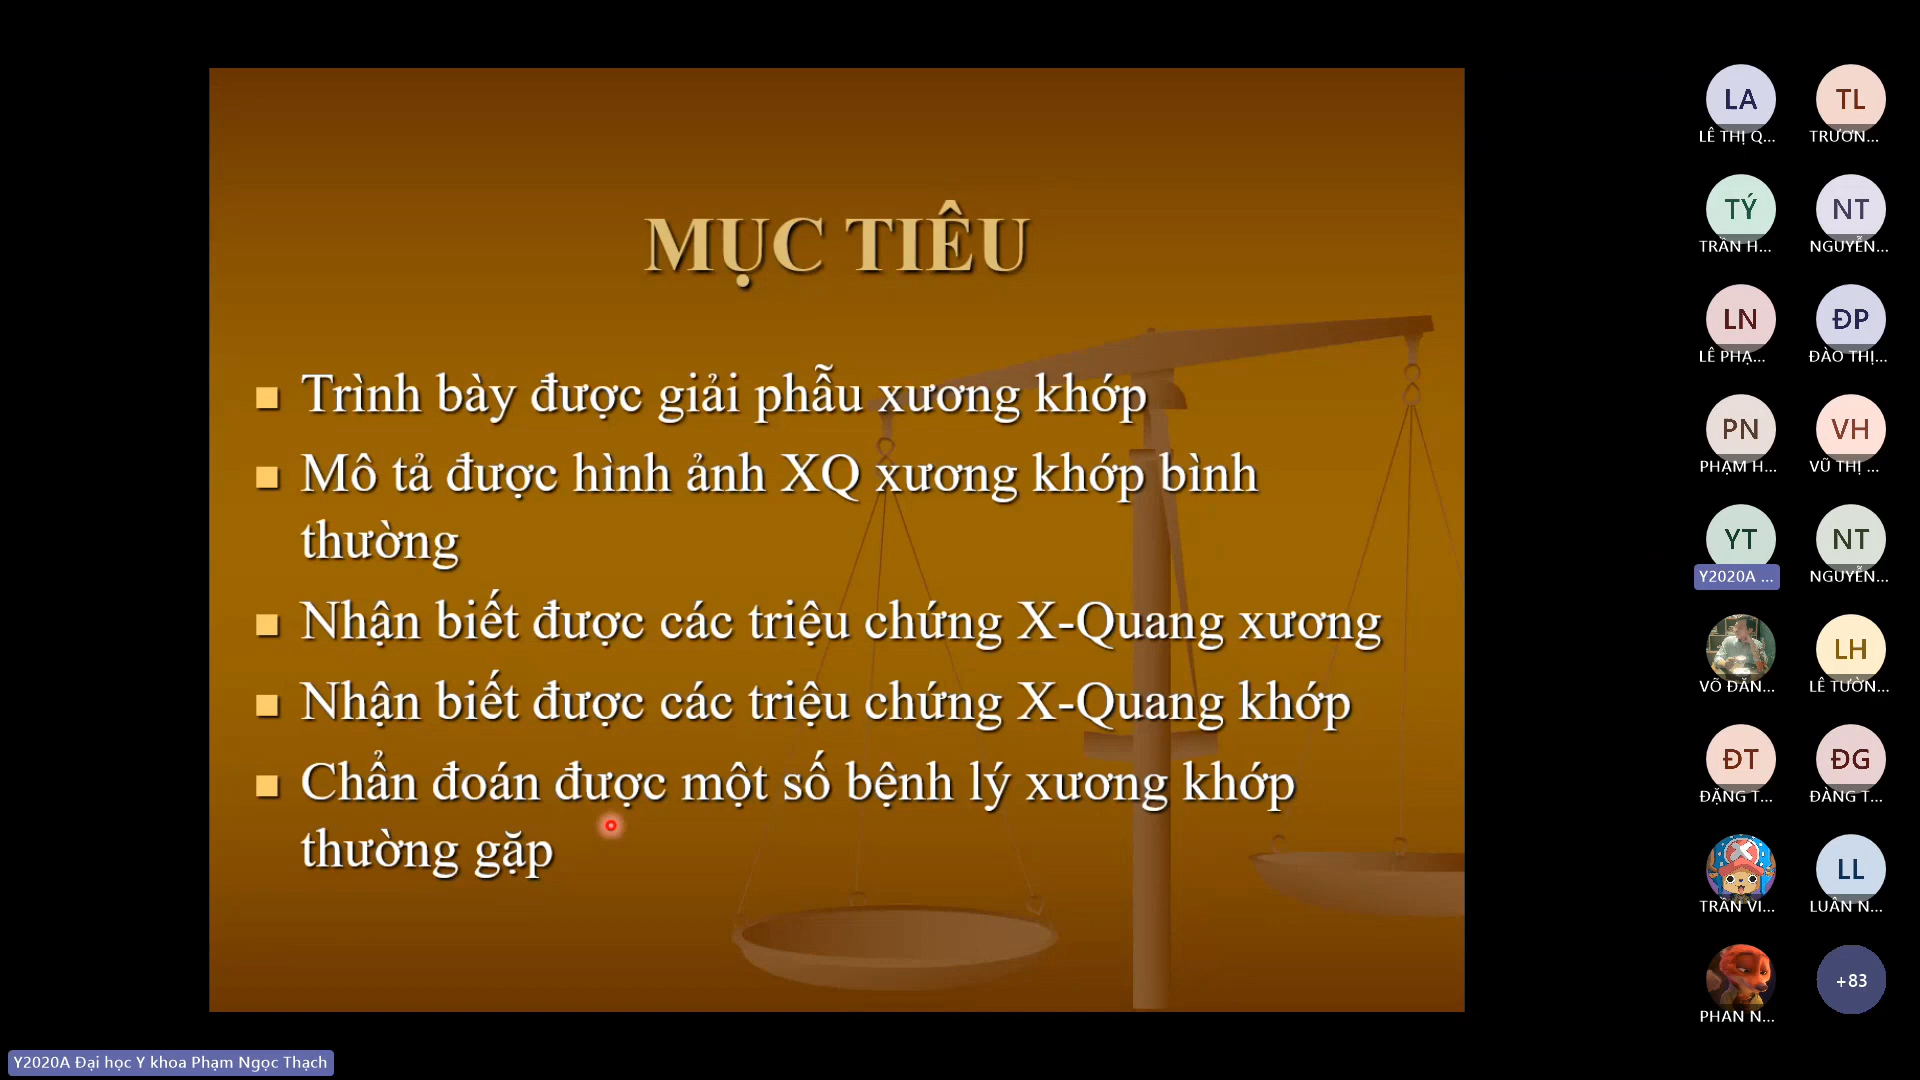 MỤC TIÊU
Trình bày được giải phẫu xương khớp
Mô tả được hình ảnh XQ xương khớp bình
thường
Nhận biết được các triệu chứng X-Quang xương
Nhận biết được các triệu chứng X-Quang khớp
Chẩn đoán được một số bệnh lý xương khớp
thường gặp
LA
LÊ THỊ Q...
TL
TRƯƠN...
TÝ
TRẦN H...
NT
NGUYỄN...
LN
LÊ PHẠ...
ĐP
ĐÀO THỊ...
PN
PHẠM H...
VH
VŨ THỊ ...
YT
Y2020A ...
NT
NGUYỄN...
VÕ ĐĂN...
LH
LÊ TƯỜN...
ĐT
ĐẶNG T...
ĐG
ĐÀNG T...
TRẦN VI...
LL
LUÂN N...
PHAN N...
+83
Y2020A Đại học Y khoa Phạm Ngọc Thạch